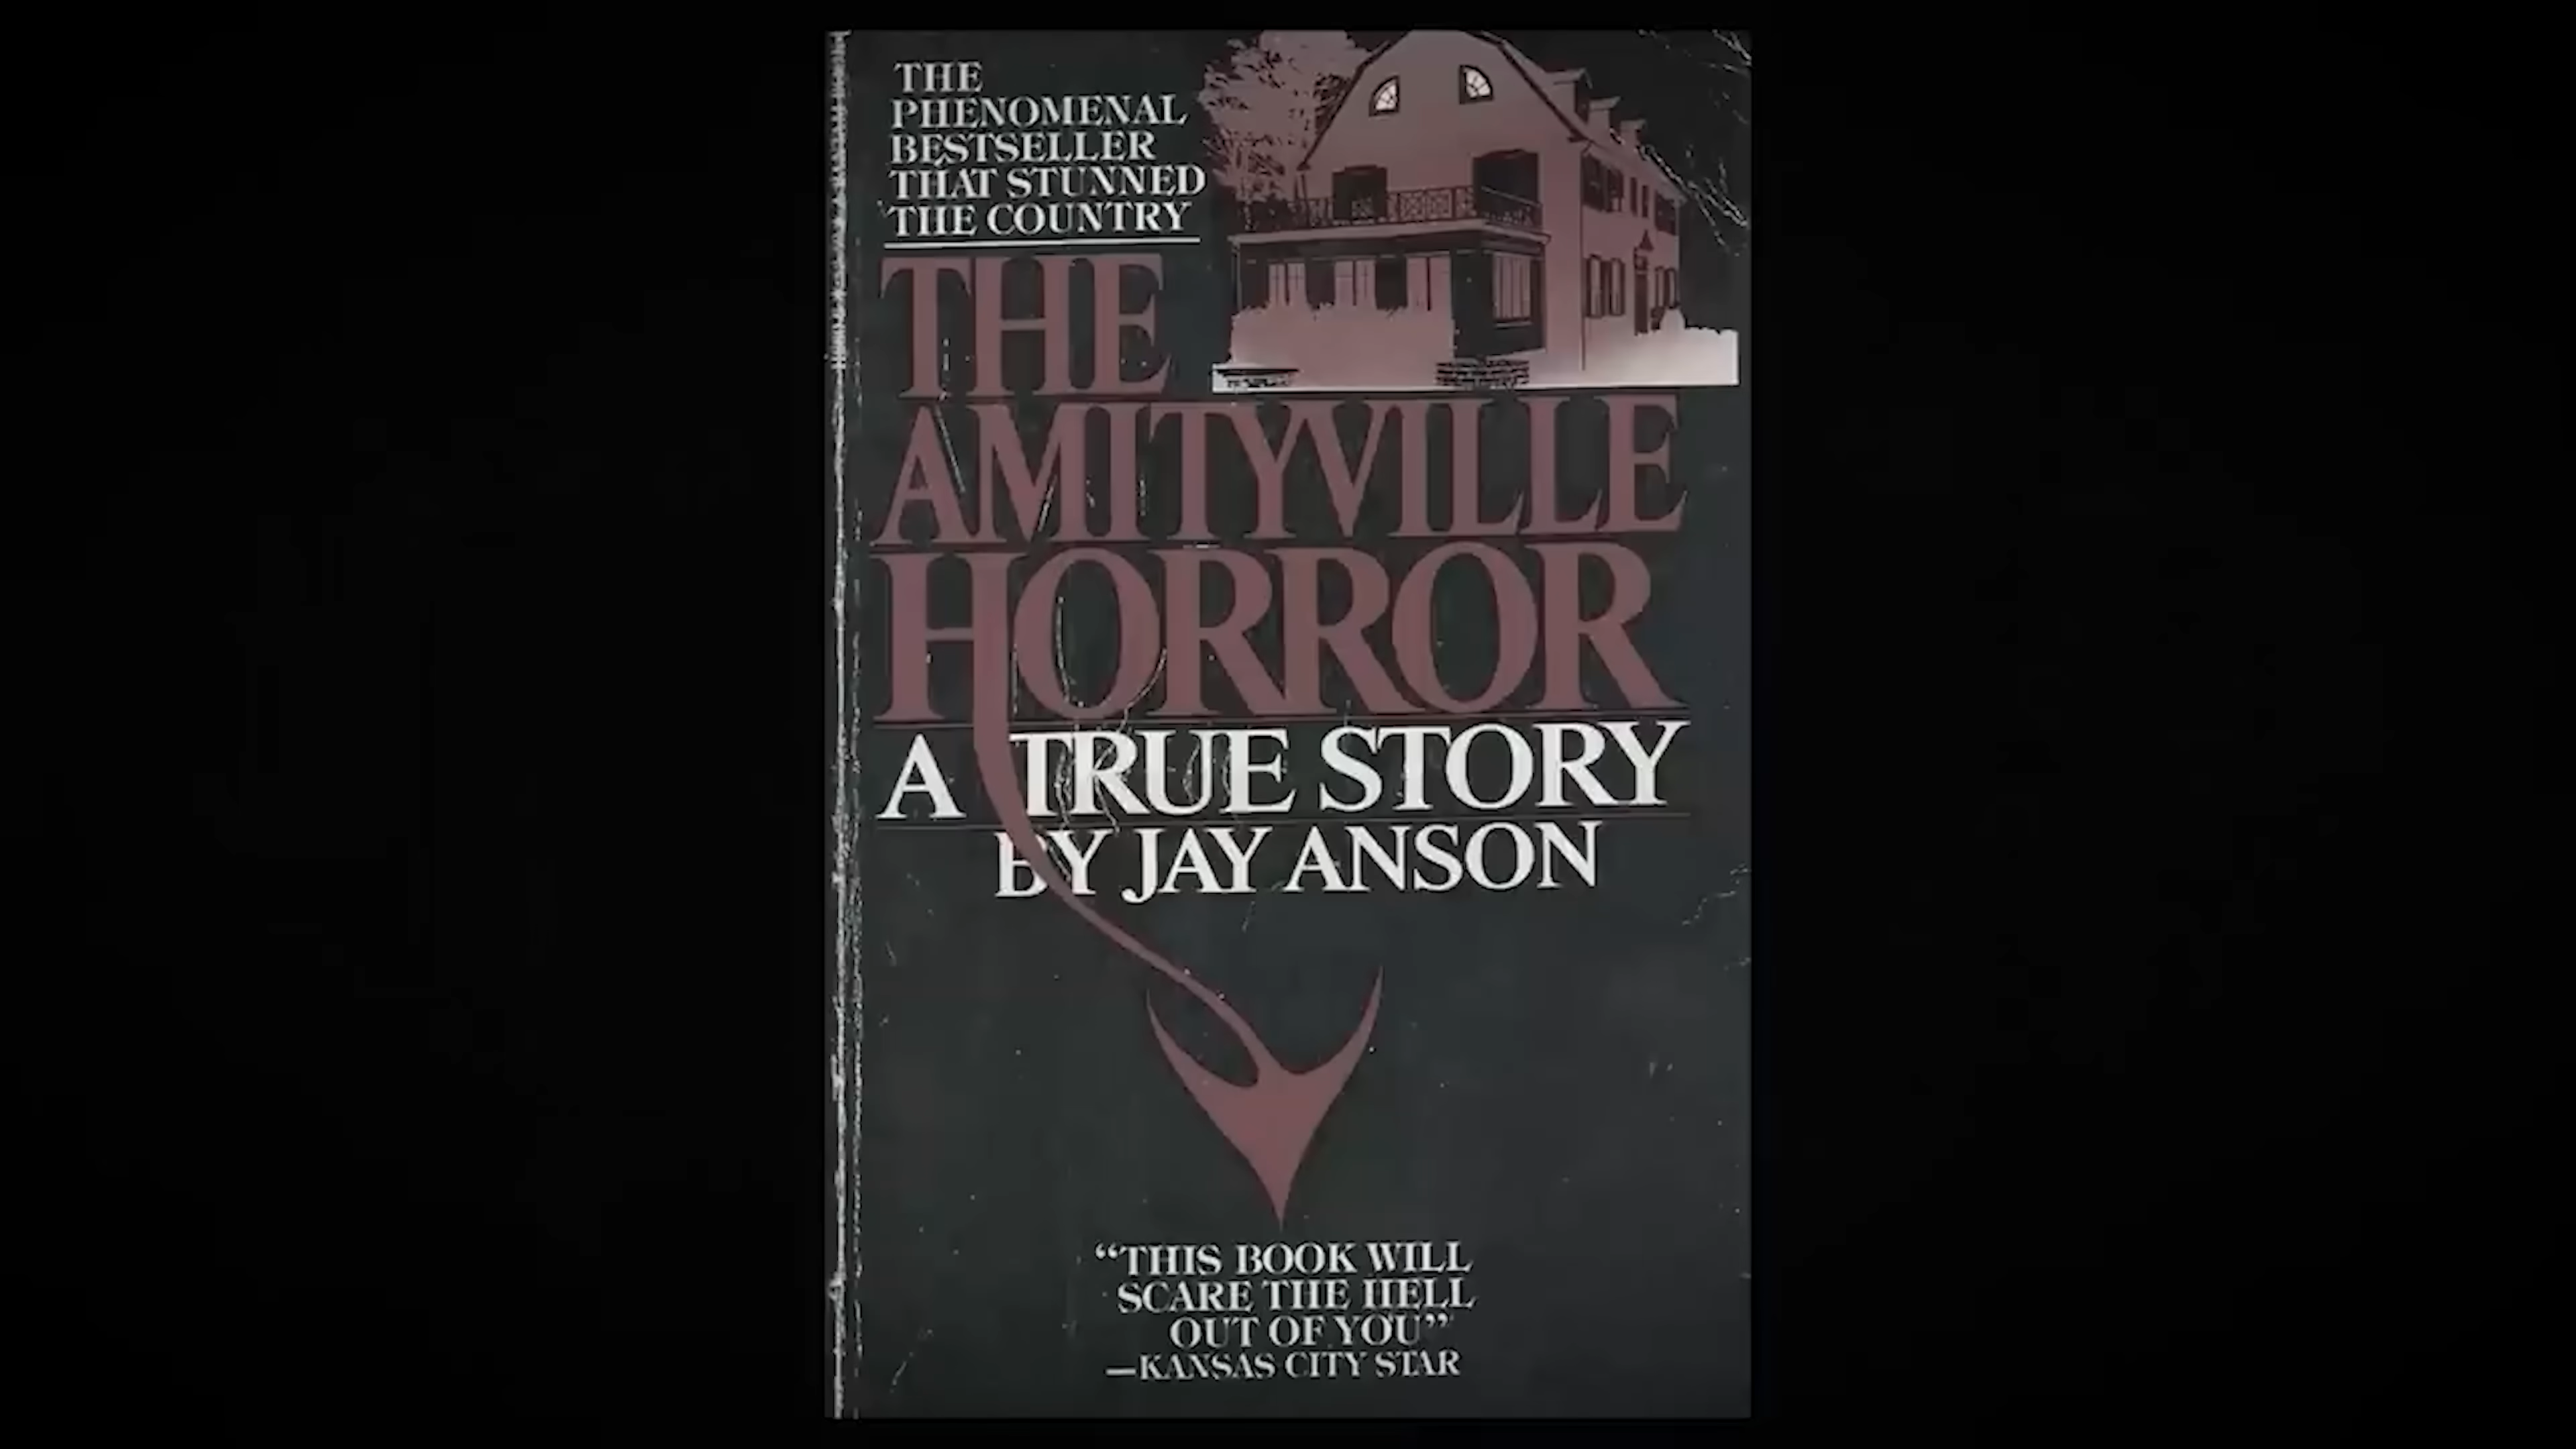 THE
PHENOMENAL
BESTSELLER
THAT STUNNED
THE COUNTRY
THE
AMITYVILLE
HORROR
A TRUE STORY
BY JAY ANSON
“THIS BOOK WILL
SCARE THE HELL
OUT OF YOU”
—KANSAS CITY STAR